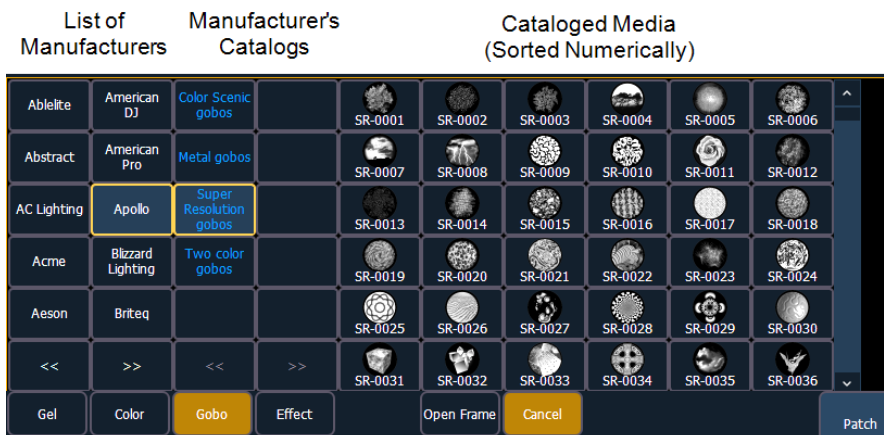 List of
Manufacturers
Manufacturer's
Catalogs
Cataloged Media
(Sorted Numerically)
Ablelite
American
DJ
Color Scenic
gobos
SR-0001
SR-0002
SR-0003
SR-0004
SR-0005
SR-0006
Abstract
American
Pro
Metal gobos
SR-0007
SR-0008
SR-0009
SR-0010
SR-0011
SR-0012
AC Lighting
Apollo
Super
Resolution
gobos
SR-0013
SR-0014
SR-0015
SR-0016
SR-0017
SR-0018
Acme
Blizzard
Lighting
Two color
gobos
SR-0019
SR-0020
SR-0021
SR-0022
SR-0023
SR-0024
Aeson
Briteq
SR-0025
SR-0026
SR-0027
SR-0028
SR-0029
SR-0030
<<
>>
<<
>>
SR-0031
SR-0032
SR-0033
SR-0034
SR-0035
SR-0036
Gel
Color
Gobo
Effect
Open Frame
Cancel
Patch